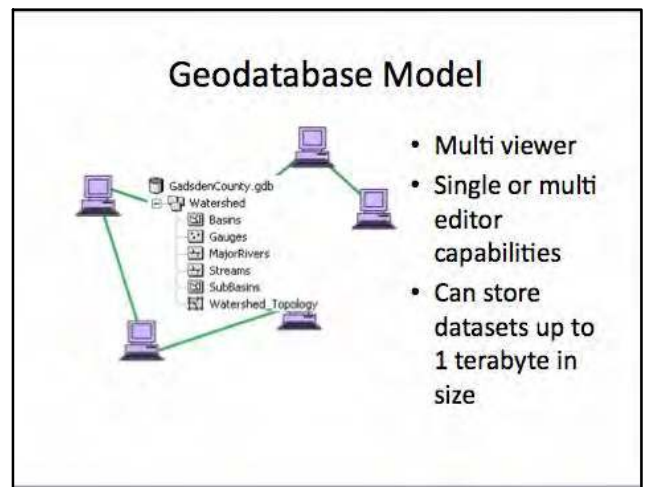 Geodatabase Model
GadsdenCounty.gdb
Watershed
Basins
Gauges
MajorRivers
Streams
SubBasins
Watershed_Topology
• Multi viewer
• Single or multi
editor
capabilities
• Can store
datasets up to
1 terabyte in
size